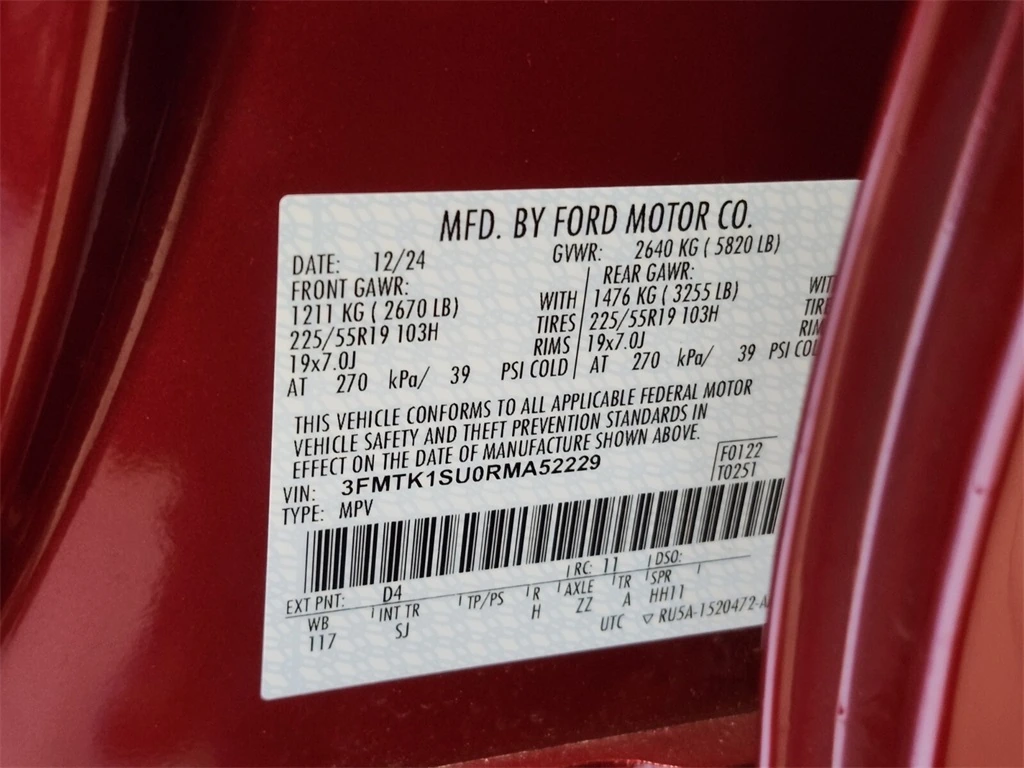 MFD. BY FORD MOTOR CO.
DATE: 12/24 GVWR: 2640 KG ( 5820 LB)
FRONT GAWR: REAR GAWR:
1211 KG ( 2670 LB) WITH 1476 KG ( 3255 LB)
225/55R19 103H TIRES 225/55R19 103H
19x7.0J RIMS 19x7.0J
AT 270 kPa/ 39 PSI COLD AT 270 kPa/ 39 PSI
THIS VEHICLE CONFORMS TO ALL APPLICABLE FEDERAL MOTOR
VEHICLE SAFETY AND THEFT PREVENTION STANDARDS IN
EFFECT ON THE DATE OF MANUFACTURE SHOWN ABOVE.
VIN: 3FMTK1SU0RMA52229 F0122
TYPE: MPV T0251
EXT PNT: D4 RC: 11 DSO:
WB INT TR TP/PS R AXLE TR SPR
117 SJ H ZZ A HH11
UTC ▽ RU5A-1520472-A